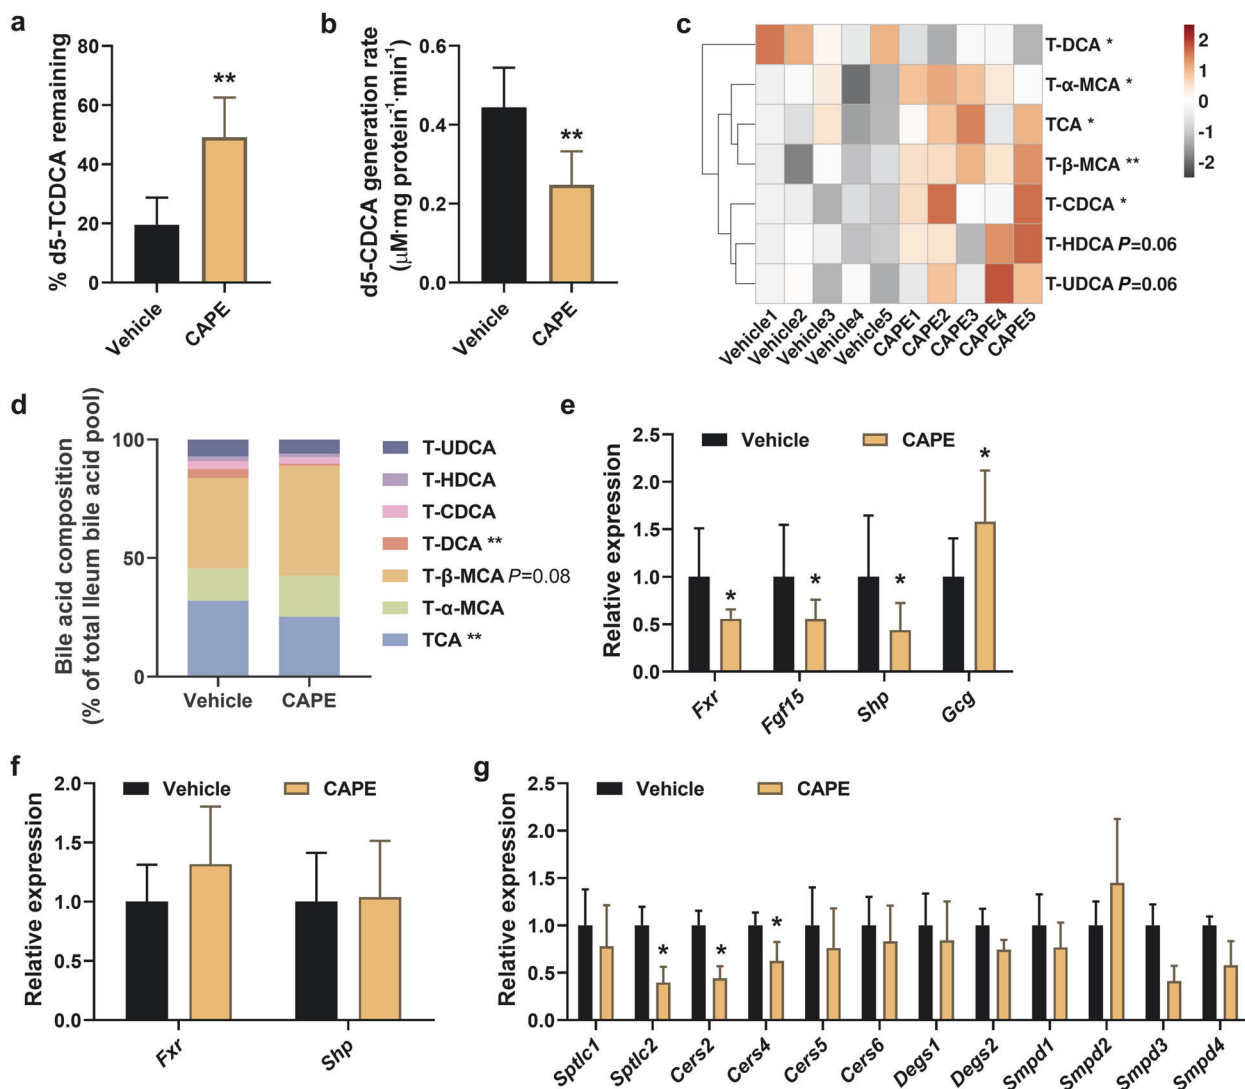 a
% d5-TCDCA remaining
80
60
40
20
0
**
Vehicle
CAPE
b
d5-CDCA generation rate
(μM·mg protein⁻¹·min⁻¹)
0.6
0.4
0.2
0.0
**
Vehicle
CAPE
c
T-DCA *
T-α-MCA *
TCA *
T-β-MCA **
T-CDCA *
T-HDCA P=0.06
T-UDCA P=0.06
Vehicle1
Vehicle2
Vehicle3
Vehicle4
Vehicle5
CAPE1
CAPE2
CAPE3
CAPE4
CAPE5
2
1
0
-1
-2
d
Bile acid composition
(% of total Ileum bile acid pool)
100
50
0
Vehicle
CAPE
T-UDCA
T-HDCA
T-CDCA
T-DCA **
T-β-MCA P=0.08
T-α-MCA
TCA **
e
Relative expression
2.5
2.0
1.5
1.0
0.5
0.0
Vehicle
CAPE
*
*
*
*
Fxr
Fgf15
Shp
Gcg
f
Relative expression
2.0
1.5
1.0
0.5
0.0
Vehicle
CAPE
Fxr
Shp
g
Relative expression
2.5
2.0
1.5
1.0
0.5
0.0
Vehicle
CAPE
*
*
*
Sptlc1
Sptlc2
Cers2
Cers4
Cers5
Cers6
Degs1
Degs2
Smpd1
Smpd2
Smpd3
Smpd4